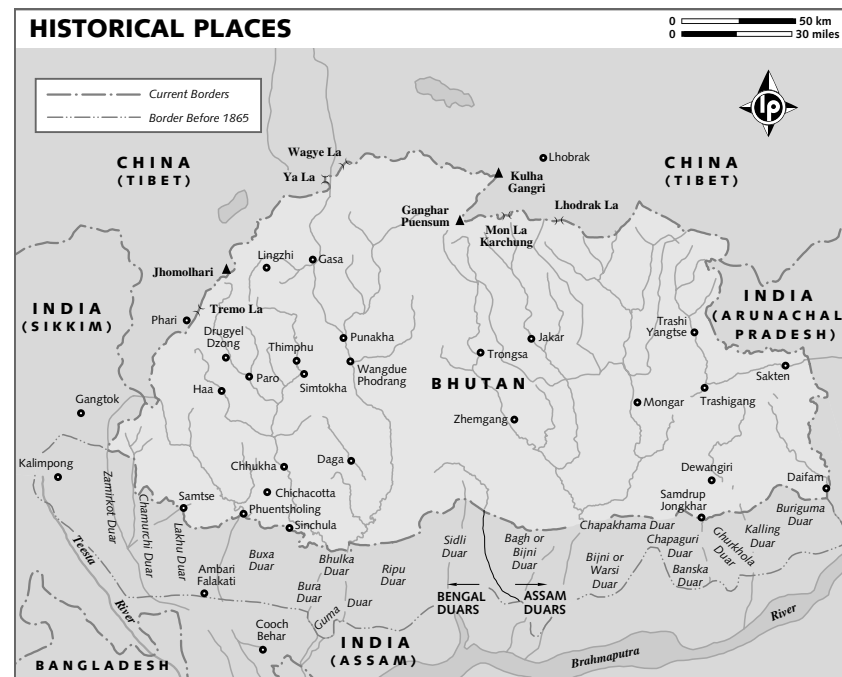 HISTORICAL PLACES
0 50 km
0 30 miles
Current Borders
Border Before 1865
lp
CHINA
(TIBET)
Wagye La
Ya La
Lhobrak
Kulha
Gangri
CHINA
(TIBET)
Ganghar
Puensum
Mon La
Karchung
Lhodrak La
Lingzhi
Gasa
Jhomolhari
INDIA
(SIKKIM)
Phari
Tremo La
INDIA
(ARUNACHAL
PRADESH)
Drugyel
Dzong
Thimphu
Punakha
Jakar
Trashi
Yangtse
Trongsa
Wangdue
Phodrang
Paro
Simtokha
Haa
BHUTAN
Sakten
Trashigang
Mongar
Gangtok
Zhemgang
Kalimpong
Chhukha
Daga
Dewangiri
Daifam
Samtse
Chichacotta
Phuentsholing
Sinchula
Samdrup
Jongkhar
Zamirkot Duar
Chamurchi Duar
Lakhu Duar
Buxa
Duar
Bhulka
Duar
Ripu
Duar
Sidli
Duar
Bagh or
Bijni
Duar
Chapakhama Duar
Bijni or
Warsi
Duar
Chapaguri
Duar
Banska
Duar
Ghurkhola
Duar
Kalling
Duar
Buriguma
Duar
Ambari
Falakati
Bura
Duar
Guma Duar
BENGAL
DUARS
ASSAM
DUARS
Teesta
River
Cooch
Behar
INDIA
(ASSAM)
BANGLADESH
Brahmaputra
River